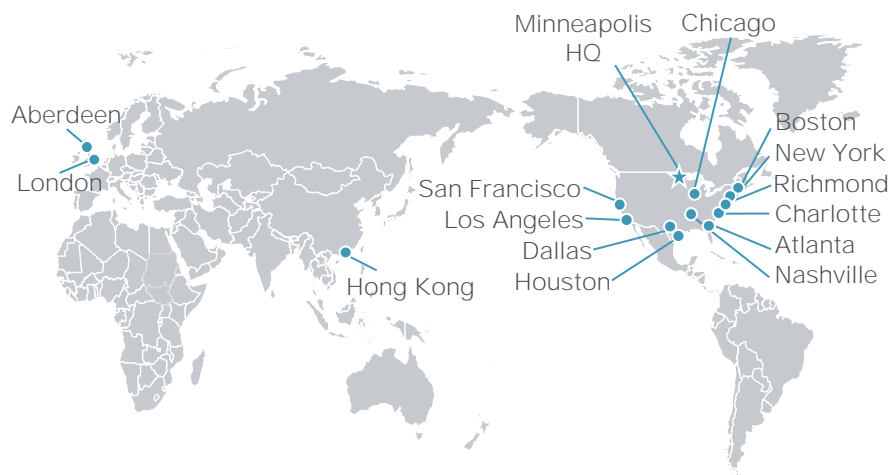 Minneapolis
HQ
Chicago
Aberdeen
London
Boston
New York
Richmond
San Francisco
Charlotte
Los Angeles
Atlanta
Dallas
Nashville
Houston
Hong Kong